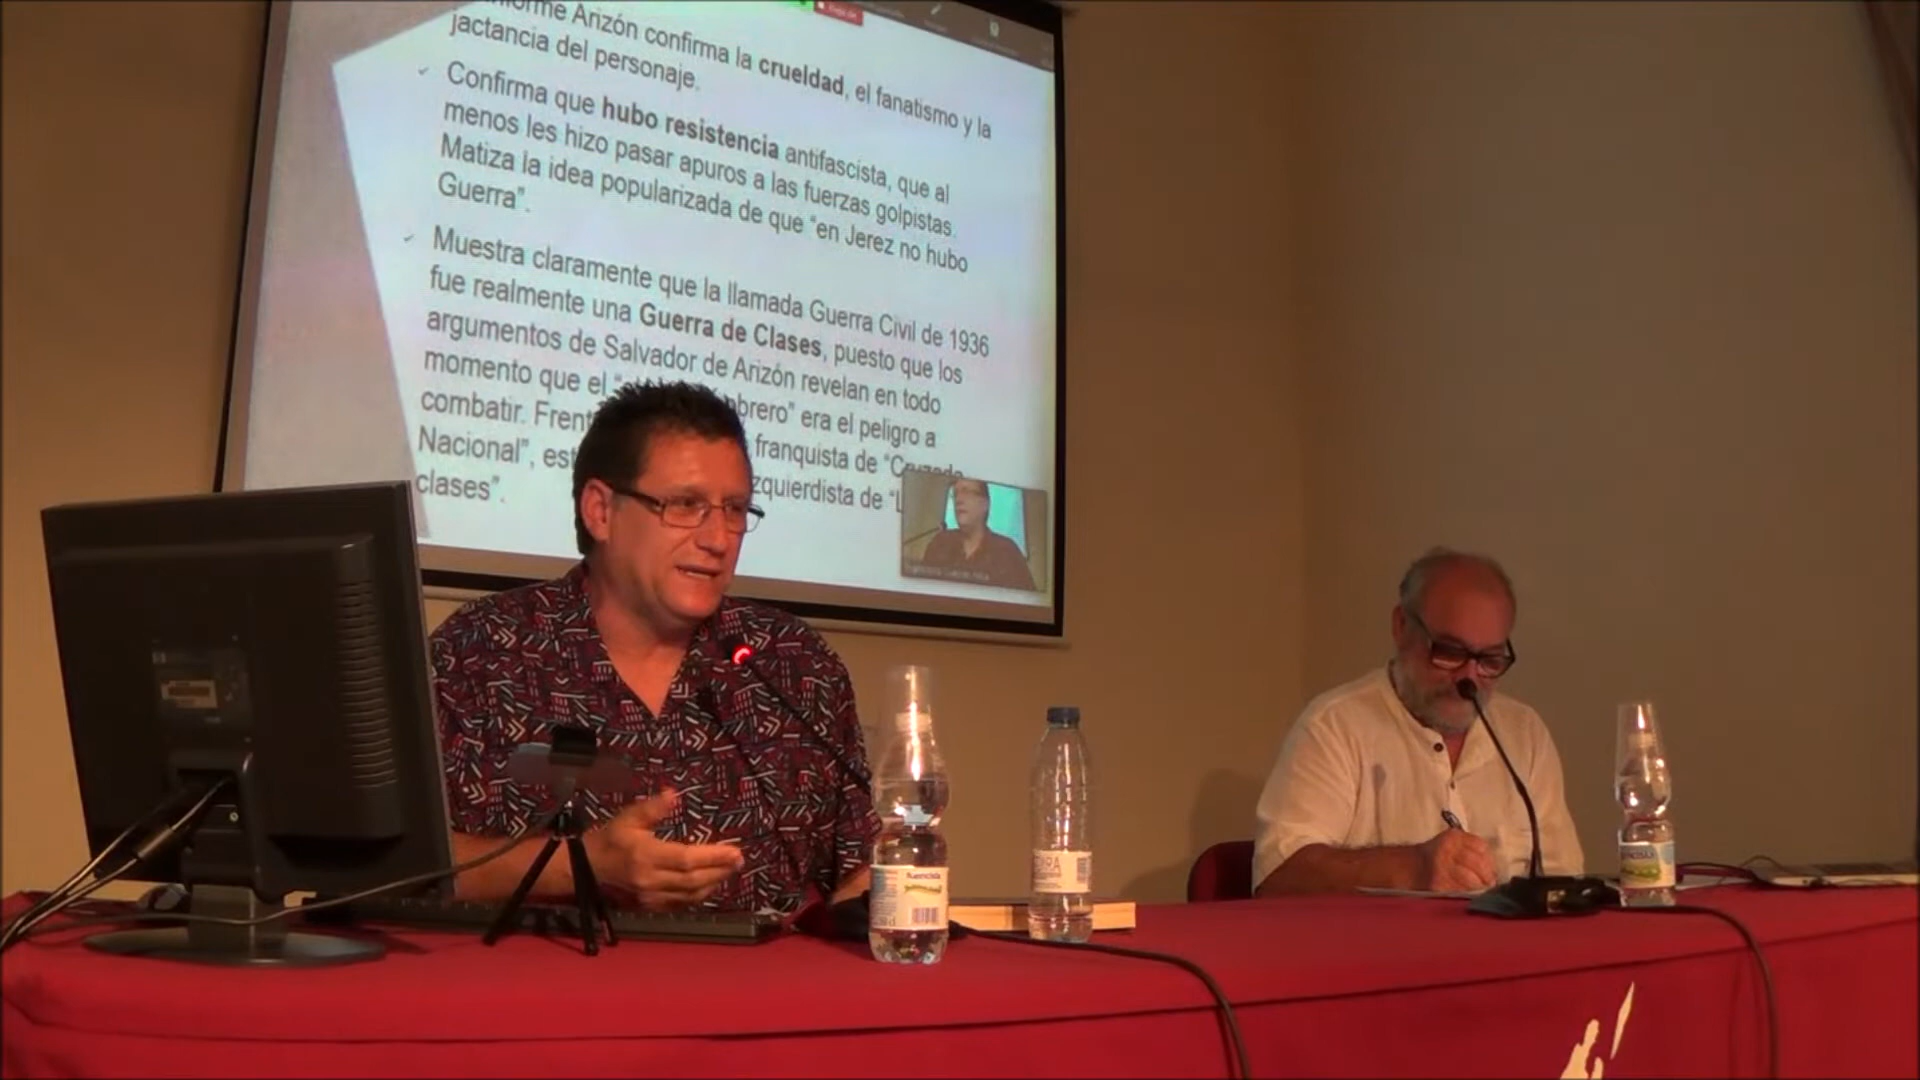 Informe Arizón confirma la crueldad, el fanatismo y la
jactancia del personaje.
Confirma que hubo resistencia antifascista, que al
menos les hizo pasar apuros a las fuerzas golpistas.
Matiza la idea popularizada de que "en Jerez no hubo
Guerra".
Muestra claramente que la llamada Guerra Civil de 1936
fue realmente una Guerra de Clases, puesto que los
argumentos de Salvador de Arizón revelan en todo
momento que el " obrero" era el peligro a
combatir. Frent franquista de "Cruzada
Nacional", est zquierdista de "L
clases".
fuencisla